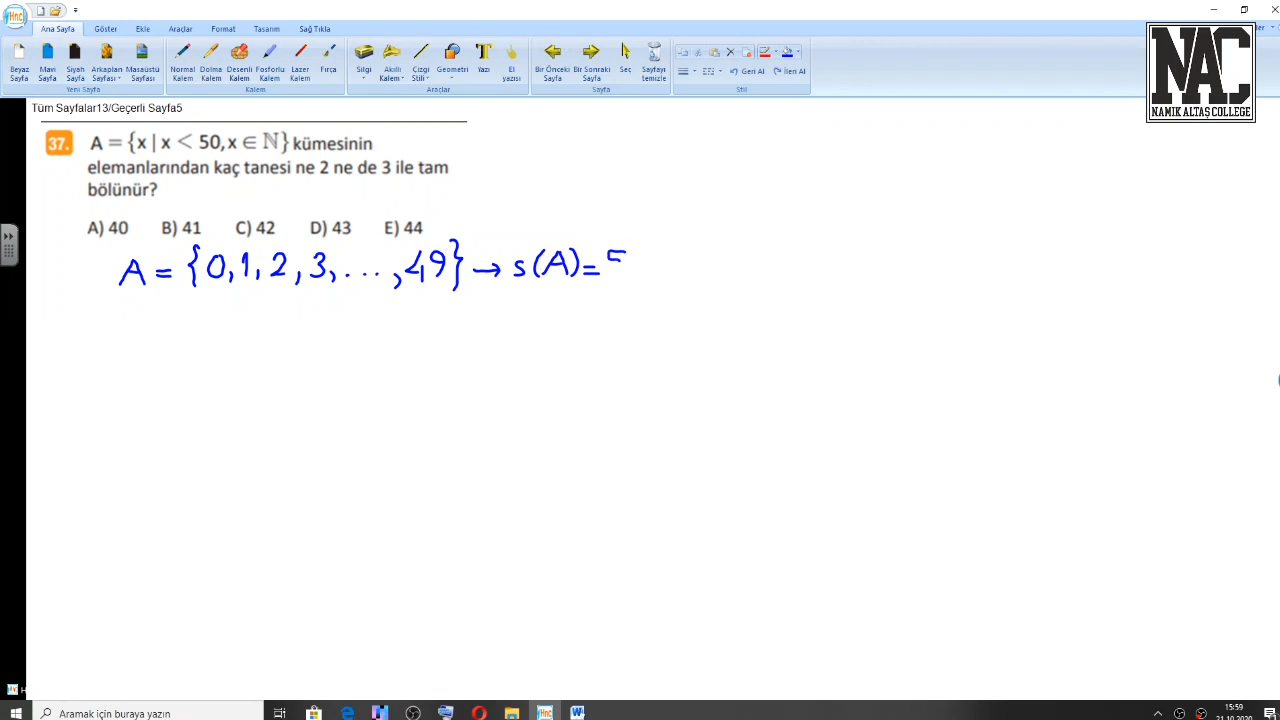 Ana Sayfa Göster Ekle Araçlar Format Tasarım Sağ Tıkla
Beyaz Sayfa Mavi Sayfa Siyah Sayfa Arkaplan Sayfası Masaüstü Sayfası Normal Kalem Dolma Kalem Desenli Kalem Fosforlu Kalem Lazer Kalem Fırça Silgi Akıllı Kalem Çizgi Stili Geometri Yazı El yazısı Bir Önceki Sayfa Bir Sonraki Sayfa Seç Sayfayı temizle Geri Al İleri Al
Yeni Sayfa Kalem Araçlar Sayfa Stil
NAC
NAMIK ALTAŞ COLLEGE
Tüm Sayfalar13/Geçerli Sayfa5
37. A = {x | x < 50, x ∈ ℕ} kümesinin
elemanlarından kaç tanesi ne 2 ne de 3 ile tam
bölünür?
A) 40 B) 41 C) 42 D) 43 E) 44
A = {0, 1, 2, 3, . . . , 49} → s(A) =
Aramak için buraya yazın
15:59
21.10.2020